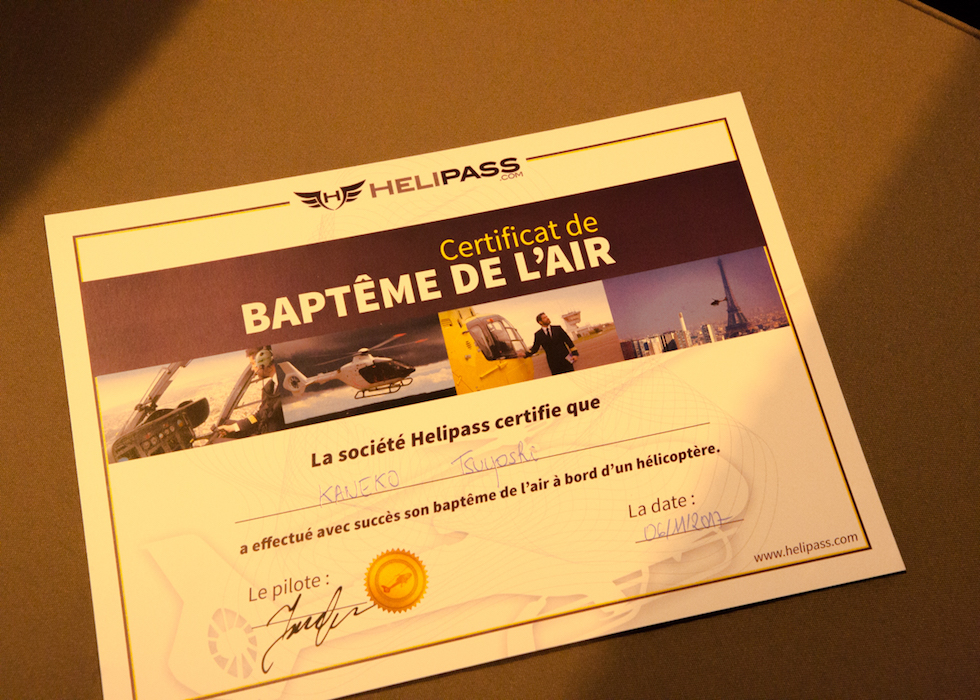 HELIPASS
.COM
Certificat de
BAPTÊME DE L'AIR
La société Helipass certifie que
KANEKO Tsuyoshi
a effectué avec succès son baptême de l'air à bord d'un hélicoptère.
La date :
06/11/2017
Le pilote :
www.helipass.com